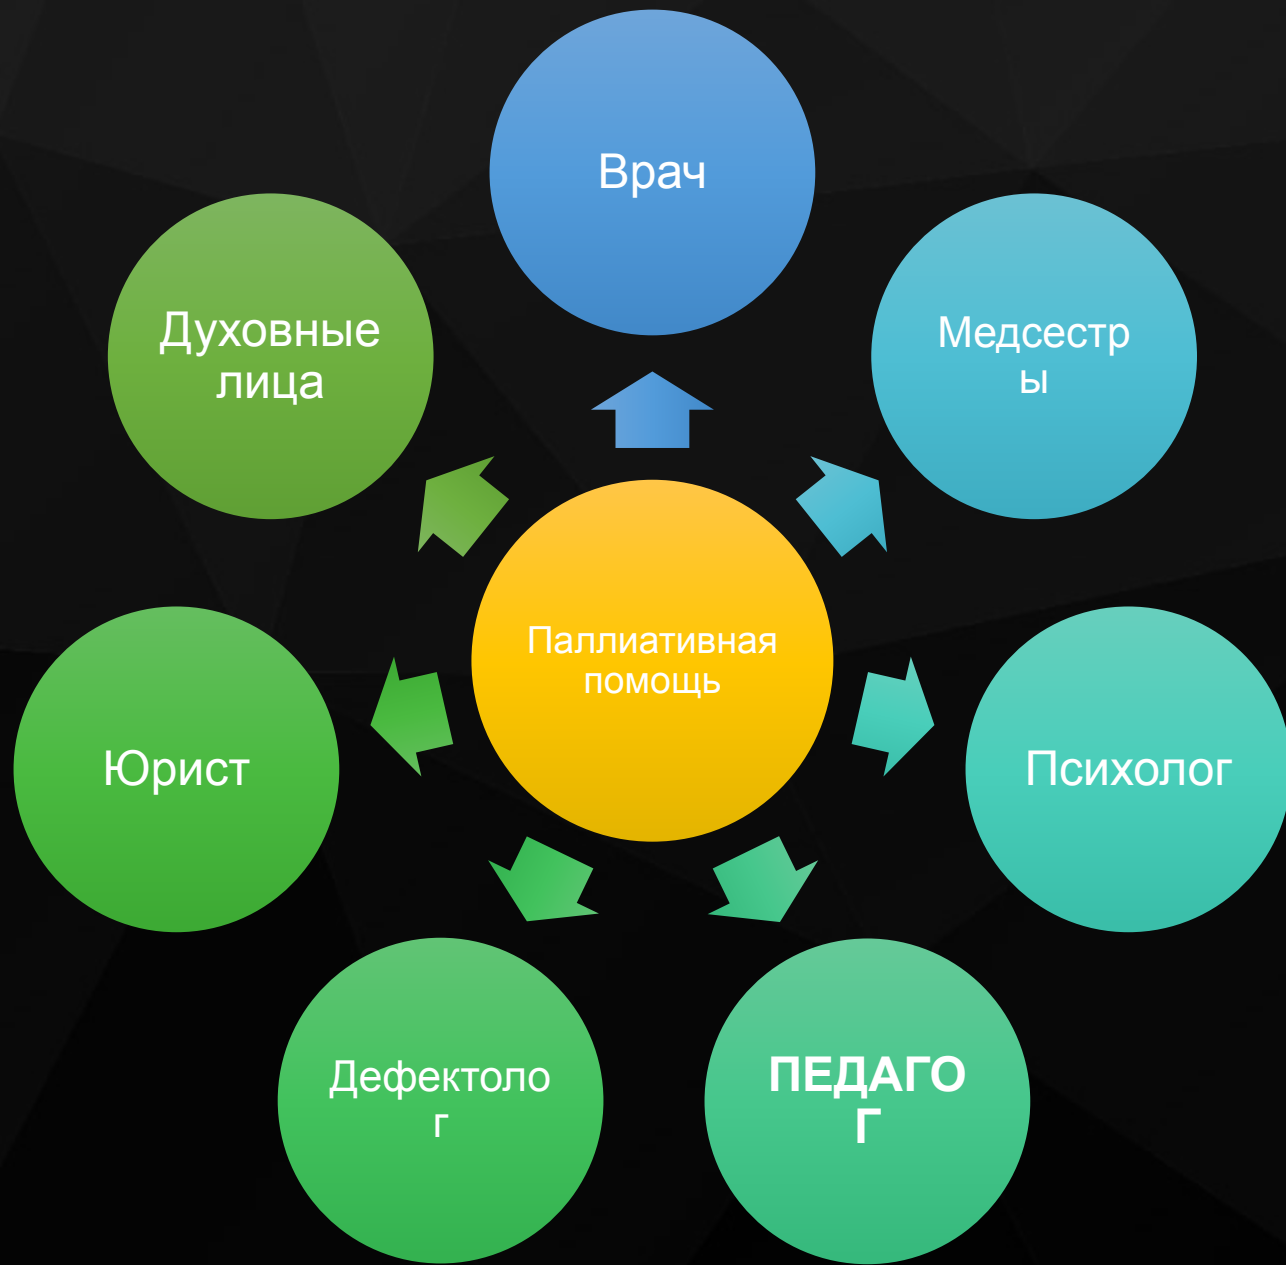 Врач
Духовные
лица
Медсестр
ы
Паллиативная
помощь
Юрист
Психолог
Дефектоло
г
ПЕДАГО
Г